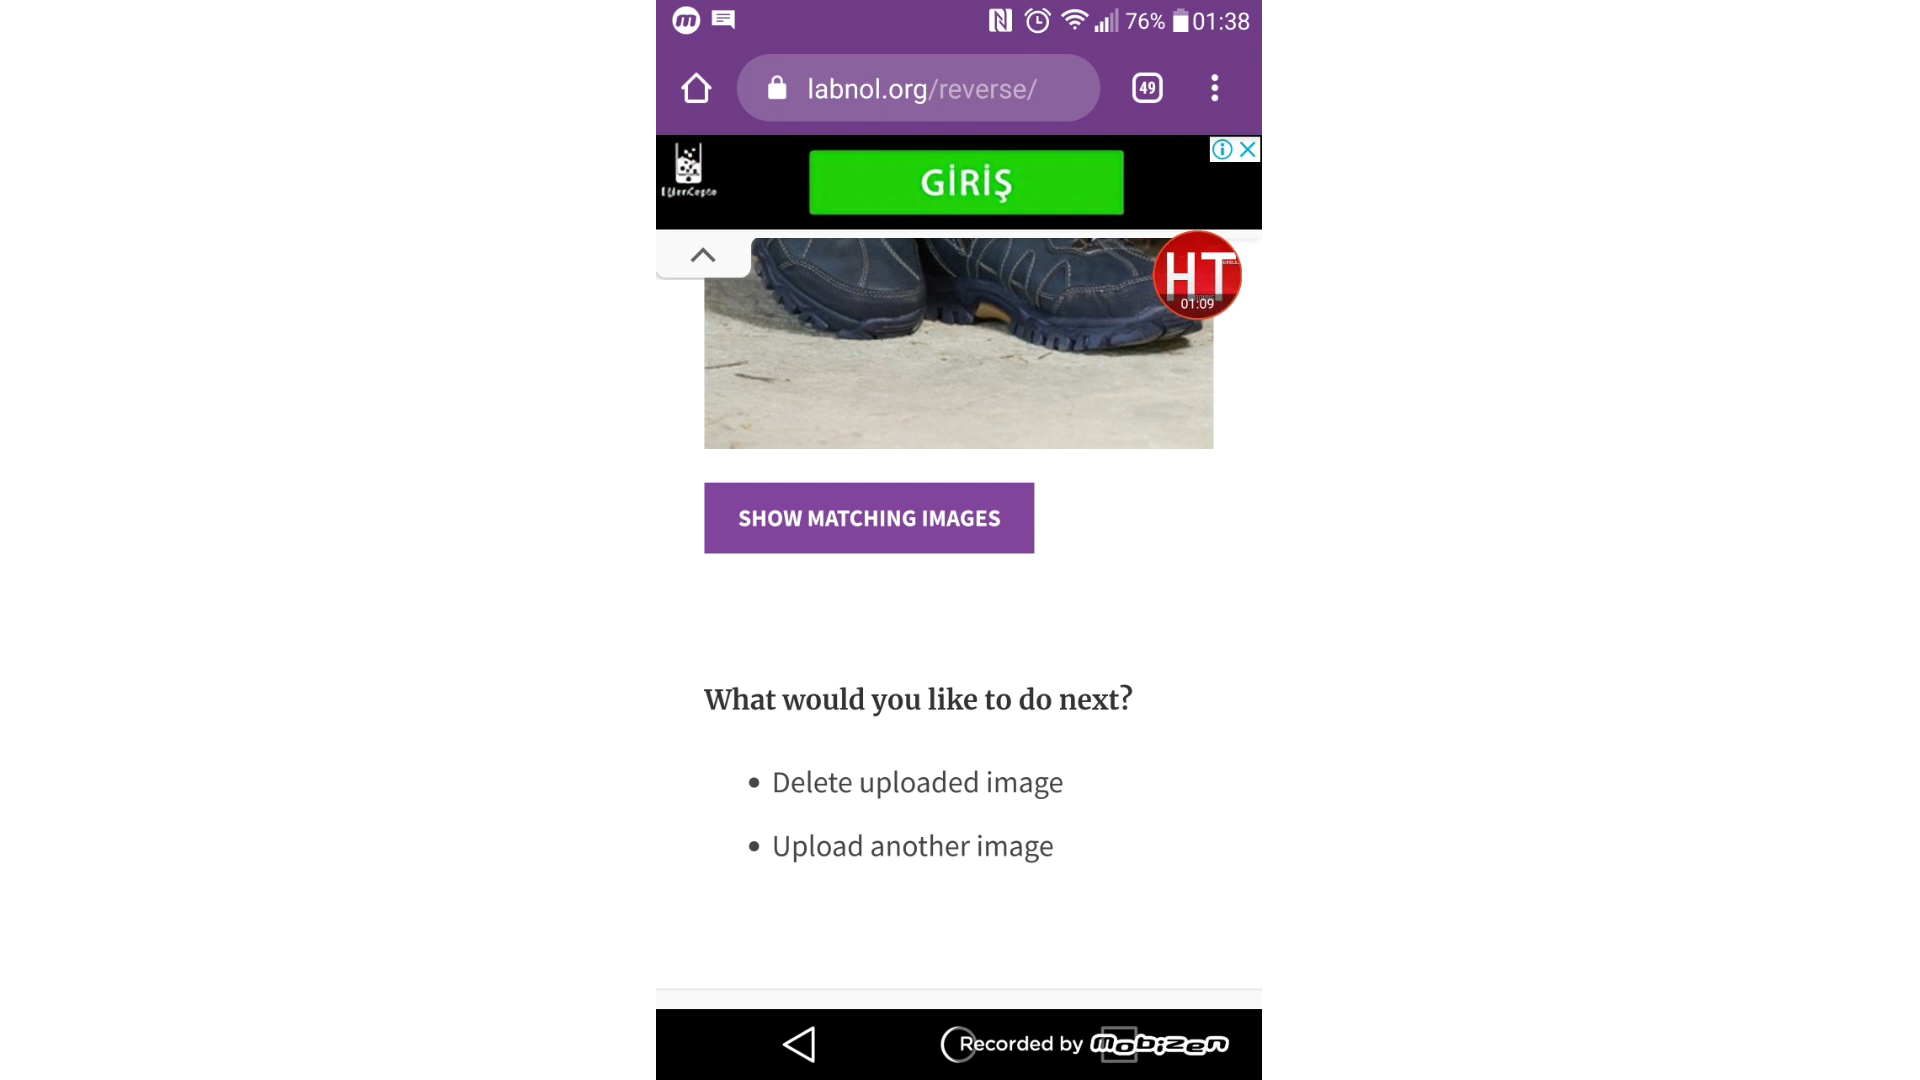 76% 01:38
labnol.org/reverse/
49
GİRİŞ
HT
01:09
SHOW MATCHING IMAGES
What would you like to do next?
• Delete uploaded image
• Upload another image
Recorded by mobizen